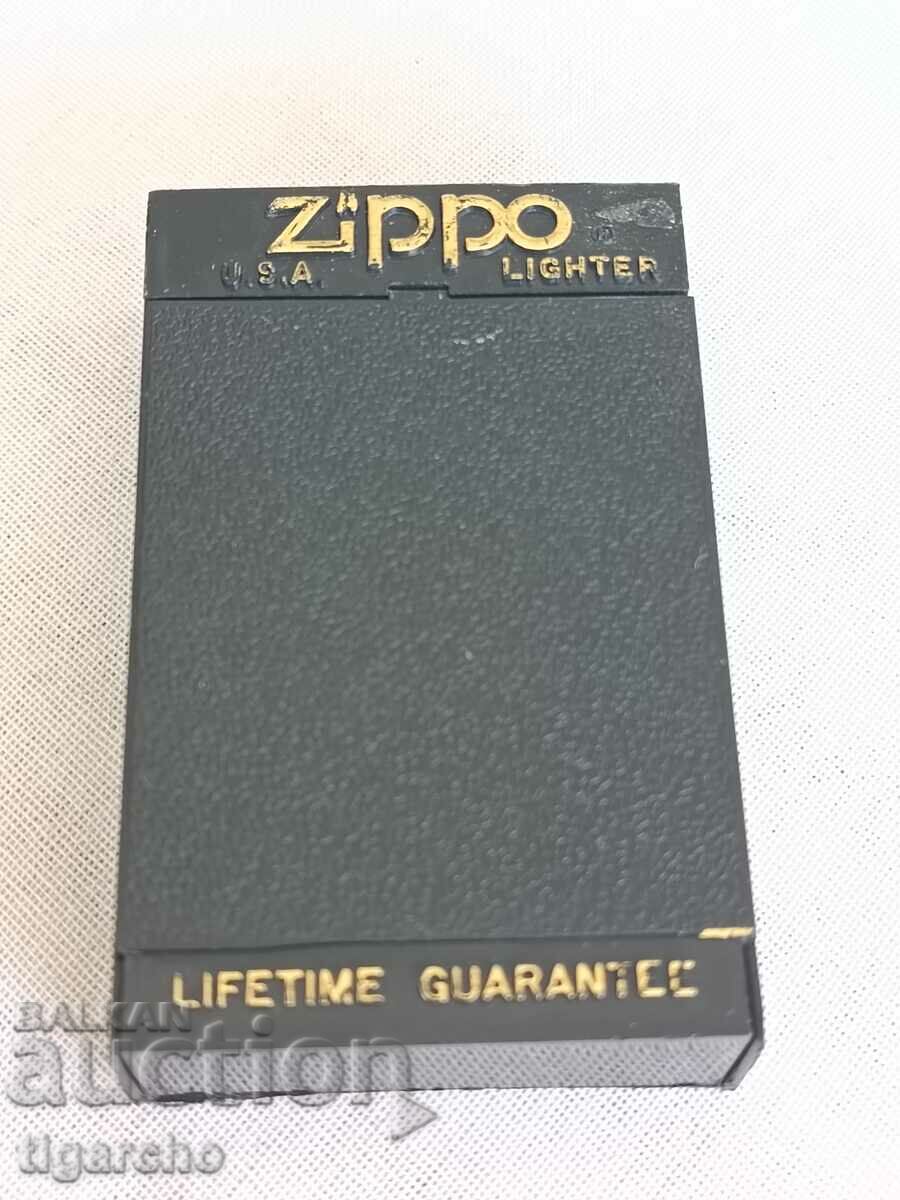 Zippo
U.S.A. LIGHTER
LIFETIME GUARANTEE
BALKAN
auction
tigarcho